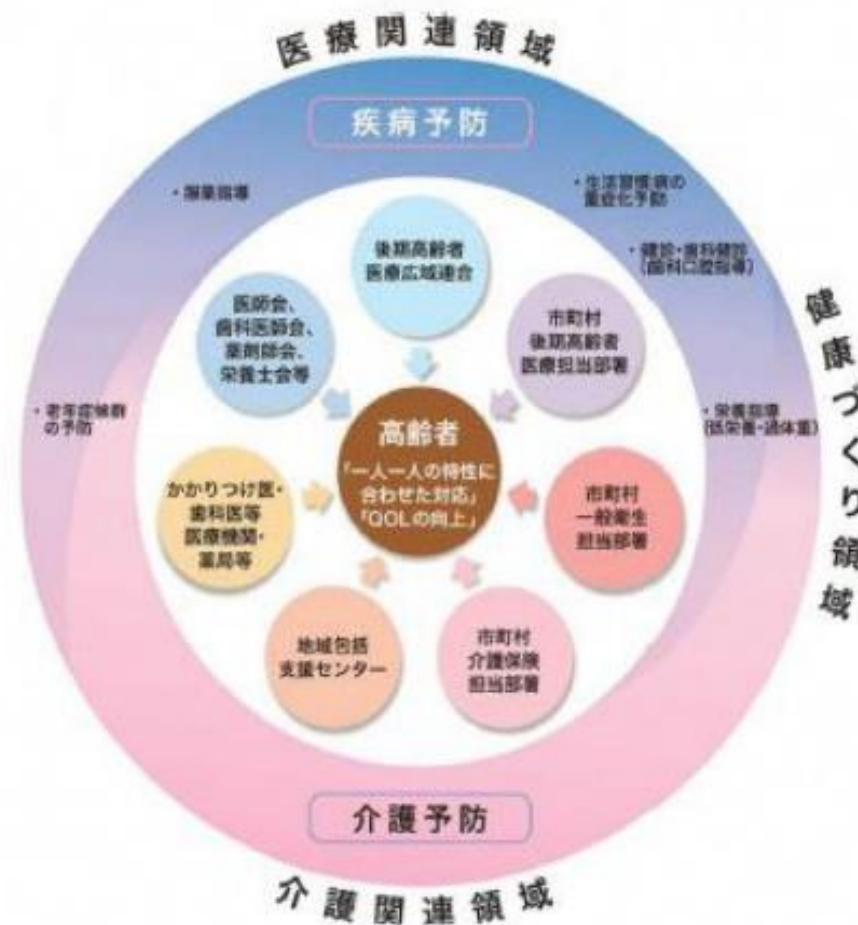 医療関連領域
疾病予防
・服薬指導
・生活習慣病の
重症化予防
・健診・歯科健診
(歯科口腔指導)
健康づくり領域
後期高齢者
医療広域連合
医師会、
歯科医師会、
薬剤師会、
栄養士会等
市町村
後期高齢者
医療担当部署
・老年症候群
の予防
・栄養指導
(低栄養・過体重)
高齢者
「一人一人の特性に
合わせた対応」
「QOLの向上」
かかりつけ医・
歯科医等
医療機関・
薬局等
市町村
一般衛生
担当部署
地域包括
支援センター
市町村
介護保険
担当部署
介護予防
介護関連領域